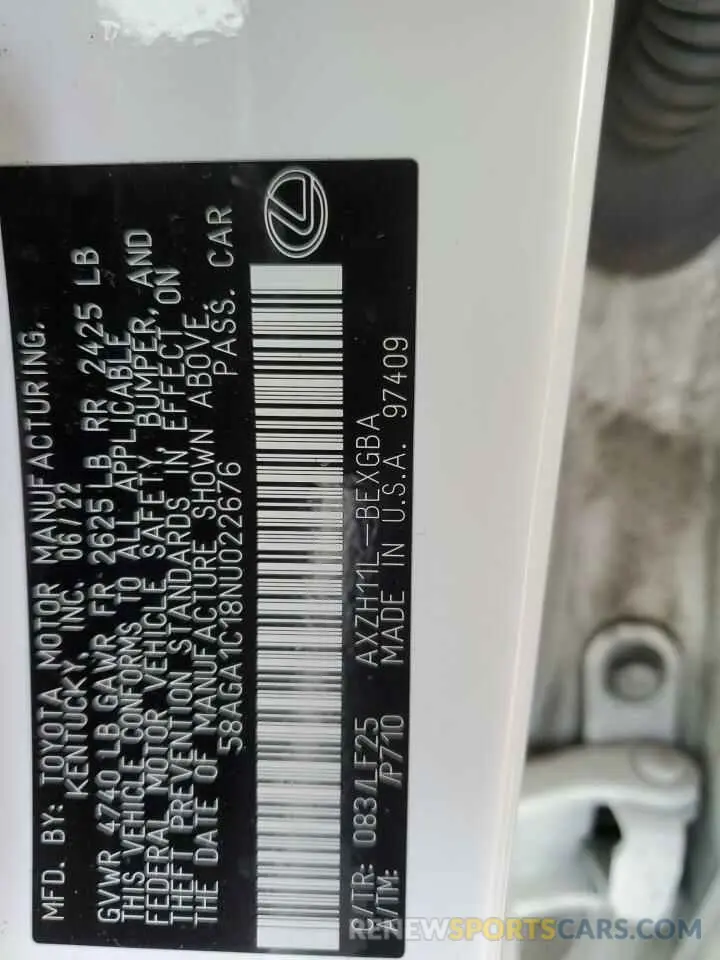 MFD. BY: TOYOTA MOTOR MANUFACTURING,
KENTUCKY, INC. 06/22
GVWR 4740 LB GAWR FR 2625 LB RR 2425 LB
THIS VEHICLE CONFORMS TO ALL APPLICABLE
FEDERAL MOTOR VEHICLE SAFETY, BUMPER, AND
THEFT PREVENTION STANDARDS IN EFFECT ON
THE DATE OF MANUFACTURE SHOWN ABOVE.
58AGA1C18NU022676 PASS. CAR
C/TR: 083/LF25 AXZH11L-BEXGBA
A/TM: /P710 MADE IN U.S.A. 97409
RENEWSPORTSCARS.COM